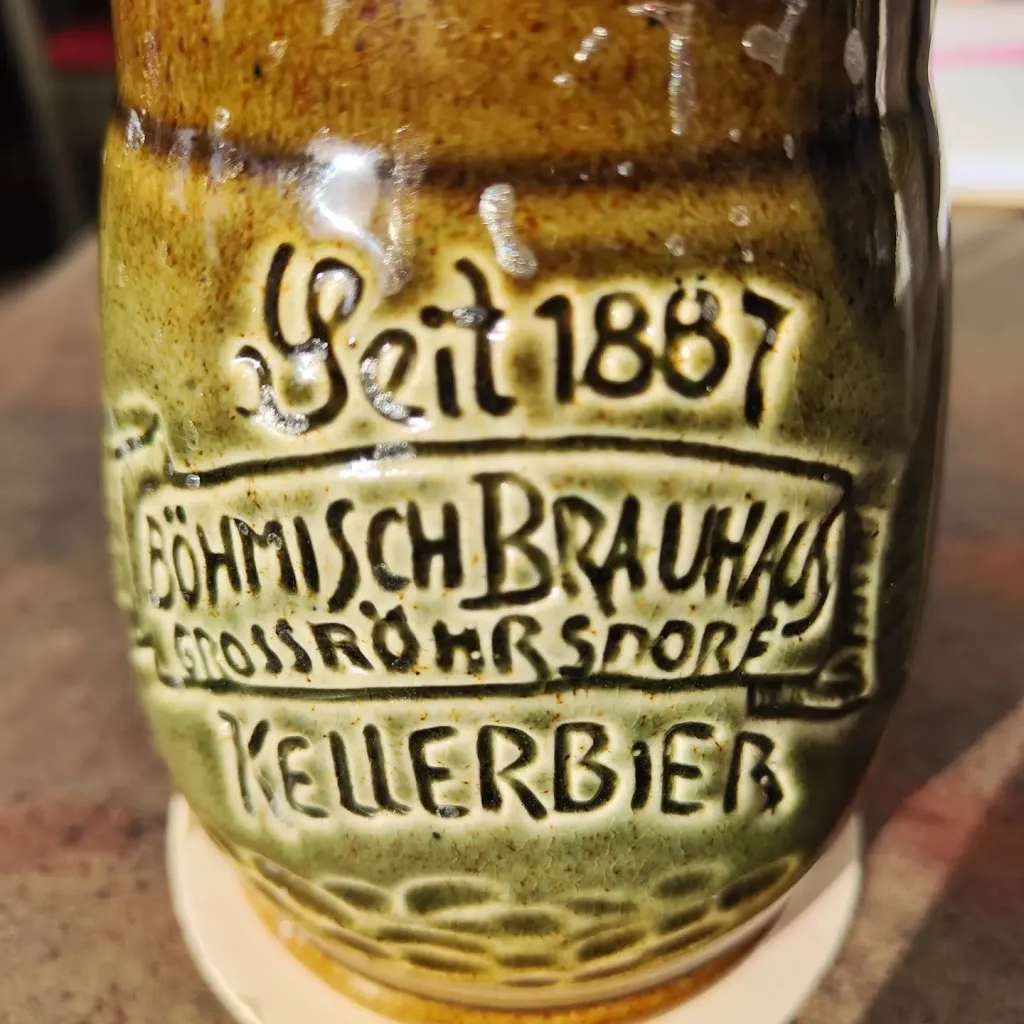 Seit 1887
BÖHMISCH BRAUHAUS
GROSSRÖHRSDORF
KELLERBIER